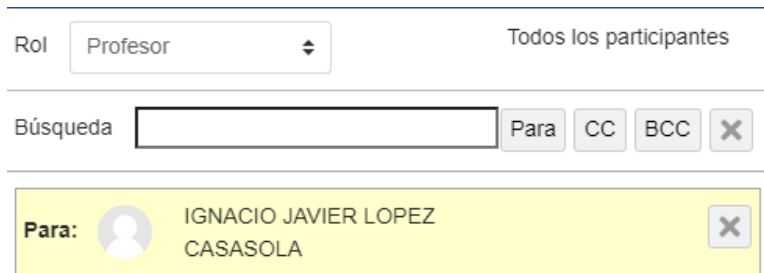 Rol Profesor Todos los participantes
Búsqueda Para CC BCC
Para: IGNACIO JAVIER LOPEZ
CASASOLA